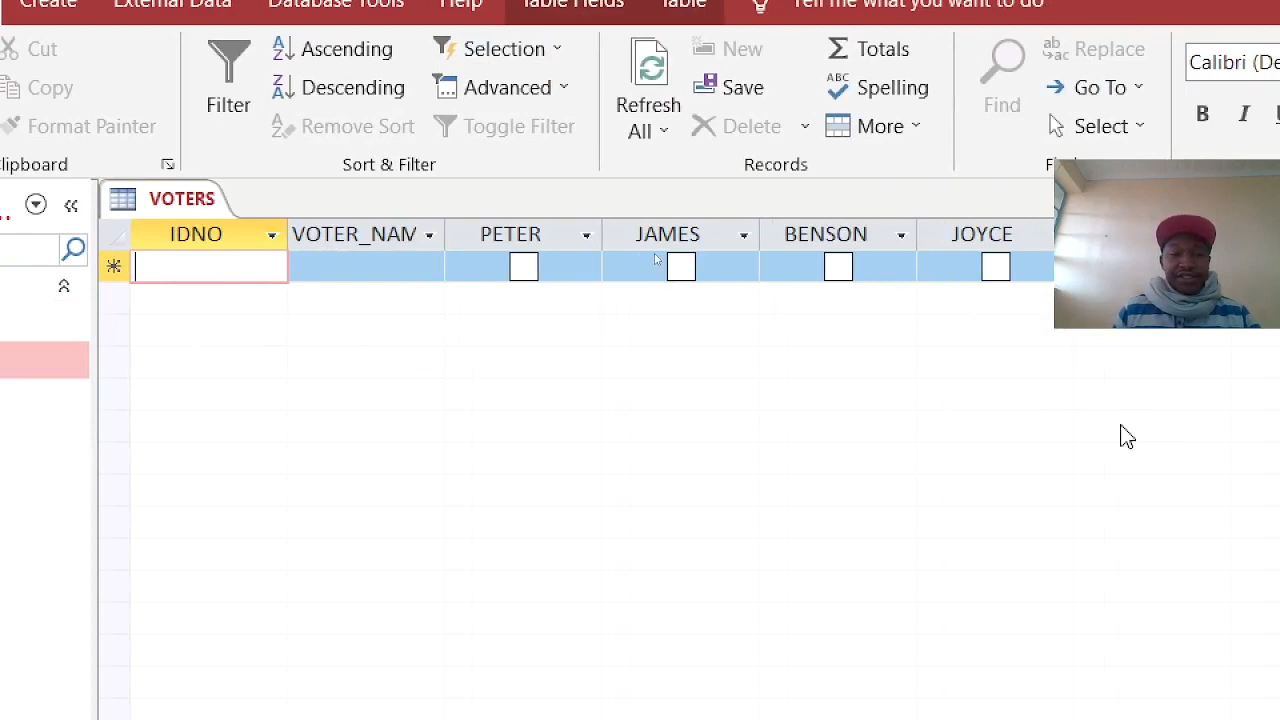 Create External Data Database Tools Help Table Fields Table Tell me what you want to do
Cut
Copy
Format Painter
lipboard
Filter
Ascending
Descending
Remove Sort
Selection
Advanced
Toggle Filter
Sort & Filter
Refresh
All
New
Save
Delete
Totals
Spelling
More
Records
Find
Replace
Go To
Select
Fi
Calibri (De
B I U
VOTERS
IDNO VOTER_NAM PETER JAMES BENSON JOYCE